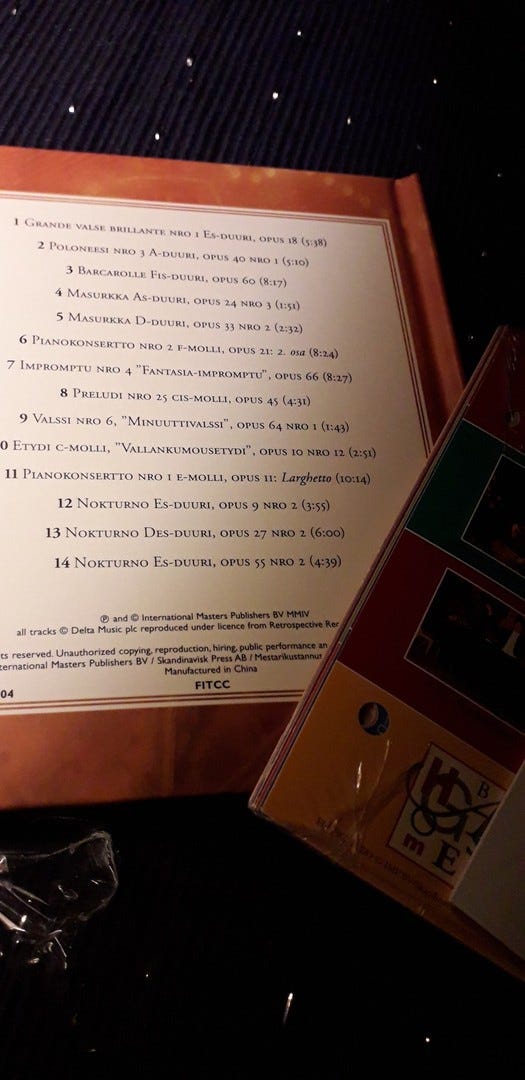 1 Grande valse brillante nro 1 Es-duuri, opus 18 (5:38)
2 Poloneesi nro 3 A-duuri, opus 40 nro 1 (5:10)
3 Barcarolle Fis-duuri, opus 60 (8:17)
4 Masurkka As-duuri, opus 24 nro 3 (1:51)
5 Masurkka D-duuri, opus 33 nro 2 (2:32)
6 Pianokonsertto nro 2 f-molli, opus 21: 2. osa (8:24)
7 Impromptu nro 4 "Fantasia-impromptu", opus 66 (8:27)
8 Preludi nro 25 cis-molli, opus 45 (4:31)
9 Valssi nro 6, "Minuuttivalssi", opus 64 nro 1 (1:43)
0 Etydi c-molli, "Vallankumousetydi", opus 10 nro 12 (2:51)
11 Pianokonsertto nro 1 e-molli, opus 11: Larghetto (10:14)
12 Nokturno Es-duuri, opus 9 nro 2 (3:55)
13 Nokturno Des-duuri, opus 27 nro 2 (6:00)
14 Nokturno Es-duuri, opus 55 nro 2 (4:39)
℗ and © International Masters Publishers BV MMIV
all tracks © Delta Music plc reproduced under licence from Retrospective Rec
ts reserved. Unauthorized copying, reproduction, hiring, public performance an
nternational Masters Publishers BV / Skandinavisk Press AB / Mestarikustannus
Manufactured in China
04 FITCC
B
m E